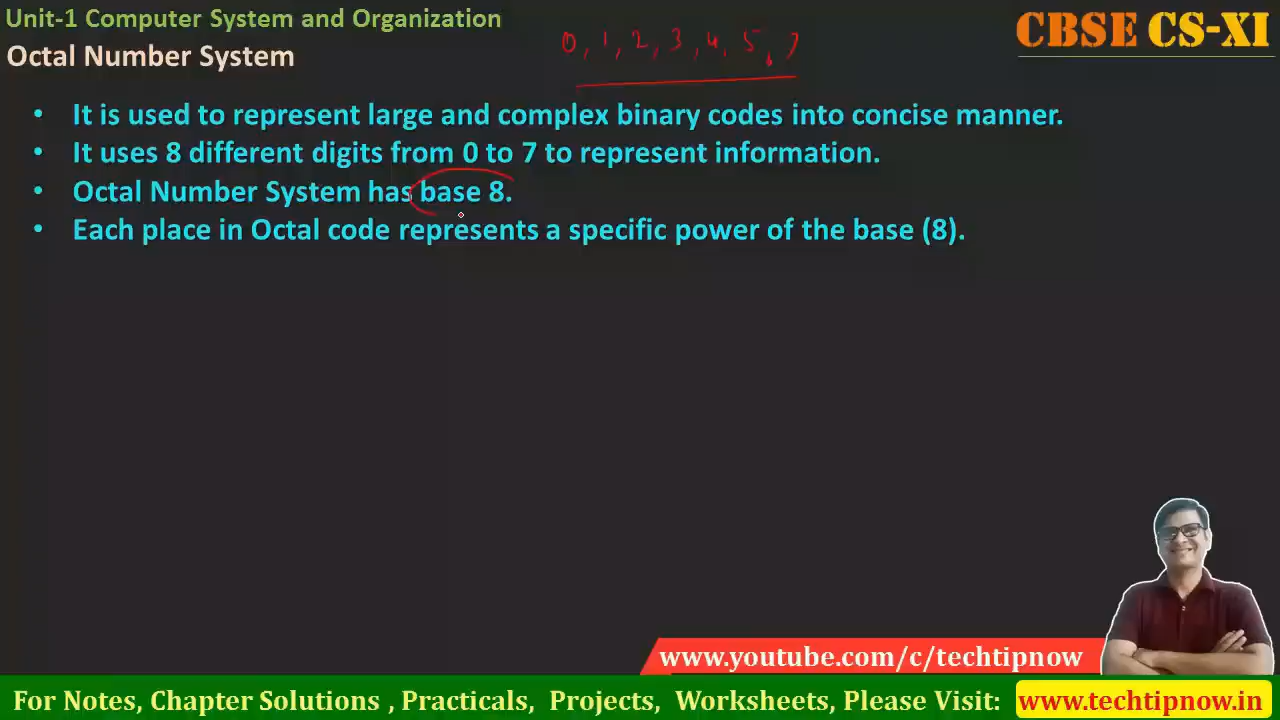 Unit-1 Computer System and Organization
CBSE CS-XI
Octal Number System
0, 1, 2, 3, 4, 5, 7
• It is used to represent large and complex binary codes into concise manner.
• It uses 8 different digits from 0 to 7 to represent information.
• Octal Number System has base 8.
• Each place in Octal code represents a specific power of the base (8).
www.youtube.com/c/techtipnow
For Notes, Chapter Solutions , Practicals, Projects, Worksheets, Please Visit: www.techtipnow.in